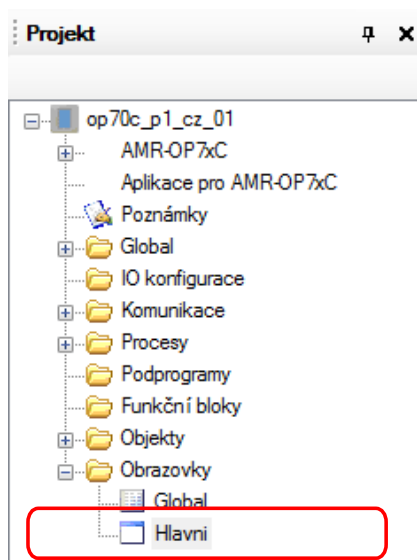 Projekt
op70c_p1_cz_01
AMR-OP7xC
Aplikace pro AMR-OP7xC
Poznámky
Global
IO konfigurace
Komunikace
Procesy
Podprogramy
Funkční bloky
Objekty
Obrazovky
Global
Hlavni